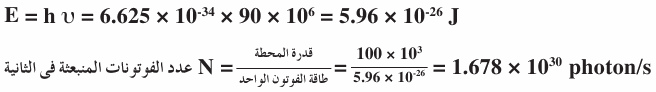 E = h υ = 6.625 × 10⁻³⁴ × 90 × 10⁶ = 5.96 × 10⁻²⁶ J
عدد الفوتونات المنبعثة فى الثانية N = قدرة المحطة / طاقة الفوتون الواحد = 100 × 10³ / 5.96 × 10⁻²⁶ = 1.678 × 10³⁰ photon/s